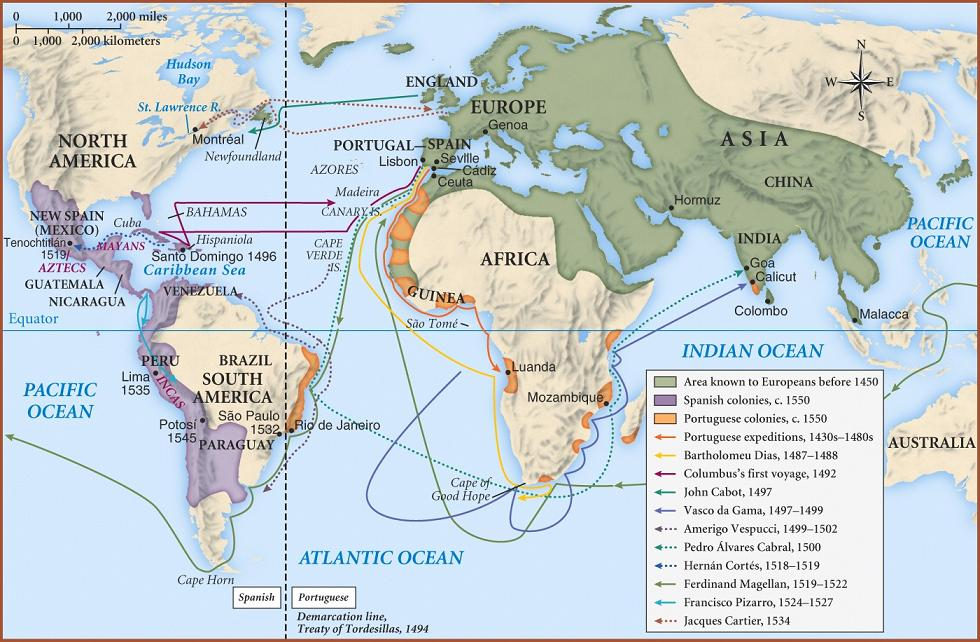 0 1,000 2,000 miles
0 1,000 2,000 kilometers
Hudson
Bay
St. Lawrence R.
Montréal
Newfoundland
NORTH
AMERICA
ENGLAND
EUROPE
Genoa
PORTUGAL
SPAIN
Lisbon
Seville
Cádiz
Ceuta
AZORES
Madeira
CANARY IS.
CAPE
VERDE
IS.
ASIA
CHINA
Hormuz
INDIA
Goa
Calicut
Colombo
Malacca
PACIFIC
OCEAN
N
W E
S
BAHAMAS
NEW SPAIN
(MEXICO)
Cuba
Hispaniola
Tenochtitlán
1519/
MAYANS
AZTECS
Santo Domingo 1496
Caribbean Sea
GUATEMALA
NICARAGUA
VENEZUELA
Equator
AFRICA
GUINEA
São Tomé
Luanda
Mozambique
Cape of
Good Hope
INDIAN OCEAN
PERU
Lima
1535
INCAS
BRAZIL
SOUTH
AMERICA
São Paulo
1532
Rio de Janeiro
Potosí
1545
PARAGUAY
PACIFIC
OCEAN
AUSTRALIA
ATLANTIC OCEAN
Cape Horn
Spanish
Portuguese
Demarcation line,
Treaty of Tordesillas, 1494
Area known to Europeans before 1450
Spanish colonies, c. 1550
Portuguese colonies, c. 1550
Portuguese expeditions, 1430s–1480s
Bartholomeu Dias, 1487–1488
Columbus's first voyage, 1492
John Cabot, 1497
Vasco da Gama, 1497–1499
Amerigo Vespucci, 1499–1502
Pedro Álvares Cabral, 1500
Hernán Cortés, 1518–1519
Ferdinand Magellan, 1519–1522
Francisco Pizarro, 1524–1527
Jacques Cartier, 1534